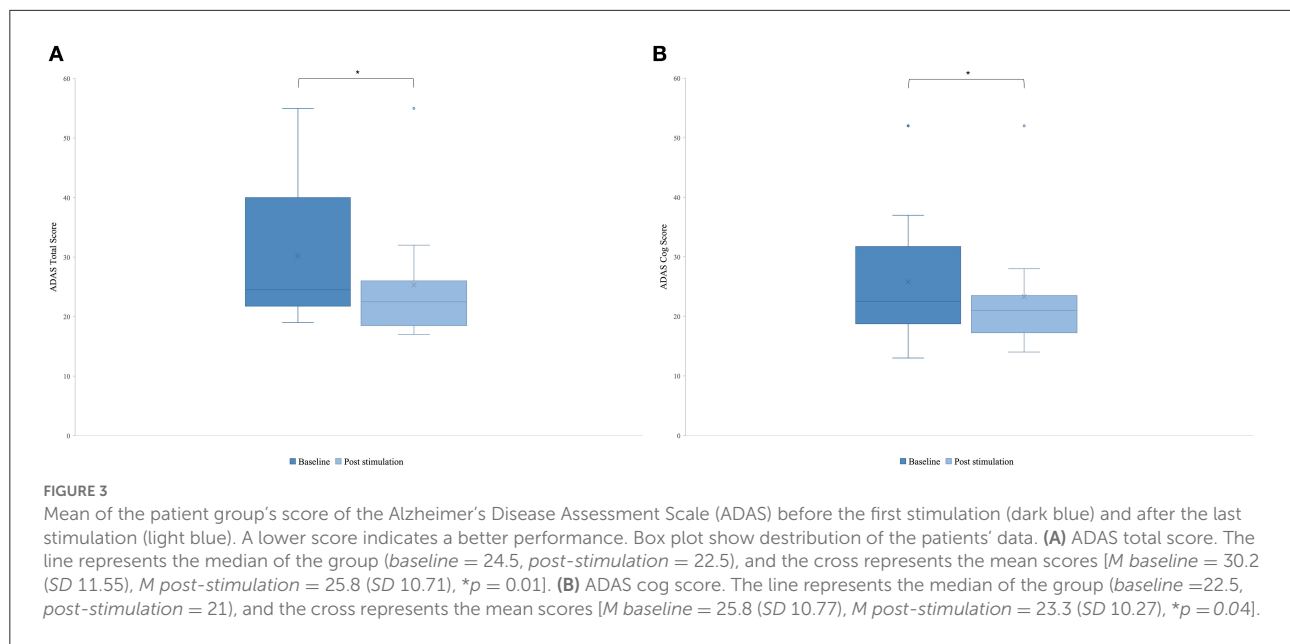 A
B
*
*
60
50
40
30
20
10
0
ADAS Total Score
Baseline Post stimulation
60
50
40
30
20
10
0
ADAS Cog Score
Baseline Post stimulation
FIGURE 3
Mean of the patient group's score of the Alzheimer's Disease Assessment Scale (ADAS) before the first stimulation (dark blue) and after the last
stimulation (light blue). A lower score indicates a better performance. Box plot show destribution of the patients' data. (A) ADAS total score. The
line represents the median of the group (baseline = 24.5, post-stimulation = 22.5), and the cross represents the mean scores [M baseline = 30.2
(SD 11.55), M post-stimulation = 25.8 (SD 10.71), *p = 0.01]. (B) ADAS cog score. The line represents the median of the group (baseline =22.5,
post-stimulation = 21), and the cross represents the mean scores [M baseline = 25.8 (SD 10.77), M post-stimulation = 23.3 (SD 10.27), *p = 0.04].